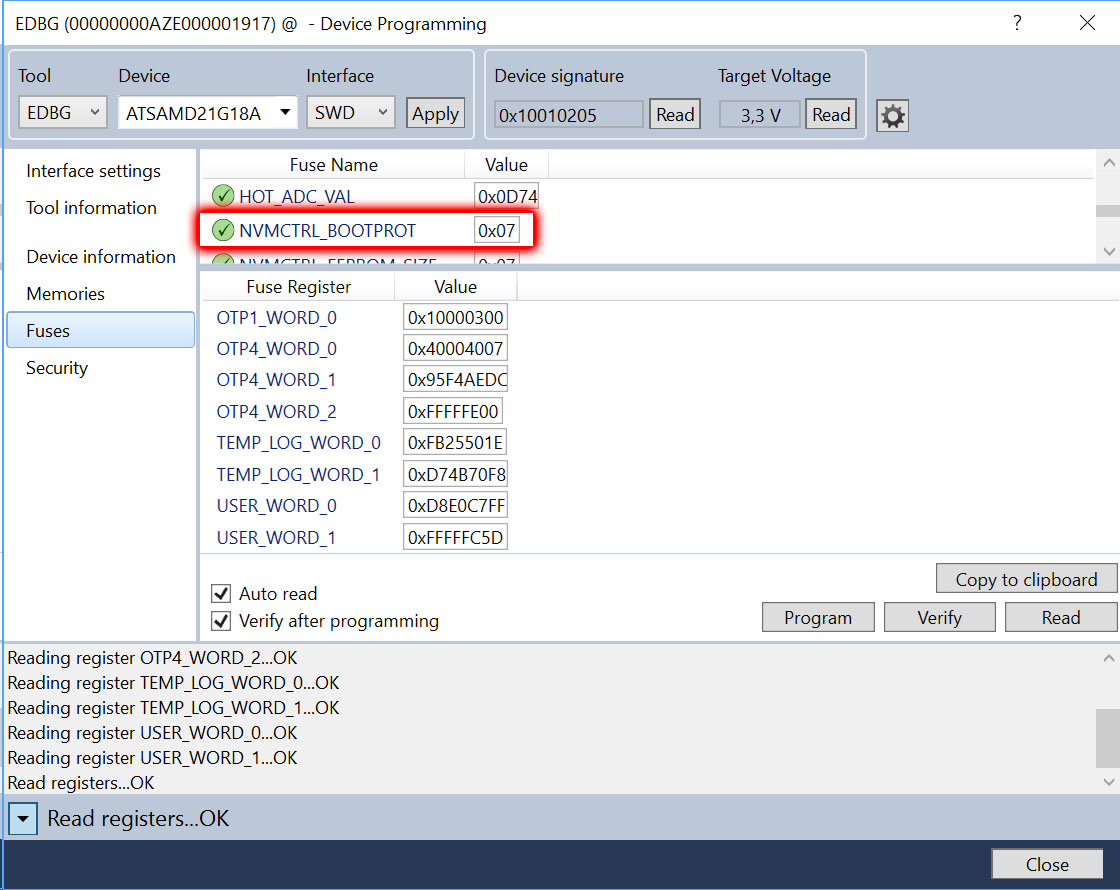 EDBG (00000000AZE000001917) @  - Device Programming
?
Tool Device Interface
EDBG ATSAMD21G18A SWD Apply
Device signature Target Voltage
0x10010205 Read 3,3 V Read
Interface settings
Tool information
Device information
Memories
Fuses
Security
Fuse Name Value
HOT_ADC_VAL 0x0D74
NVMCTRL_BOOTPROT 0x07
NVMCTRL_EEPROM_SIZE 0x07
Fuse Register Value
OTP1_WORD_0 0x10000300
OTP4_WORD_0 0x40004007
OTP4_WORD_1 0x95F4AEDC
OTP4_WORD_2 0xFFFFFE00
TEMP_LOG_WORD_0 0xFB25501E
TEMP_LOG_WORD_1 0xD74B70F8
USER_WORD_0 0xD8E0C7FF
USER_WORD_1 0xFFFFFC5D
Auto read
Verify after programming
Copy to clipboard
Program Verify Read
Reading register OTP4_WORD_2...OK
Reading register TEMP_LOG_WORD_0...OK
Reading register TEMP_LOG_WORD_1...OK
Reading register USER_WORD_0...OK
Reading register USER_WORD_1...OK
Read registers...OK
Read registers...OK
Close